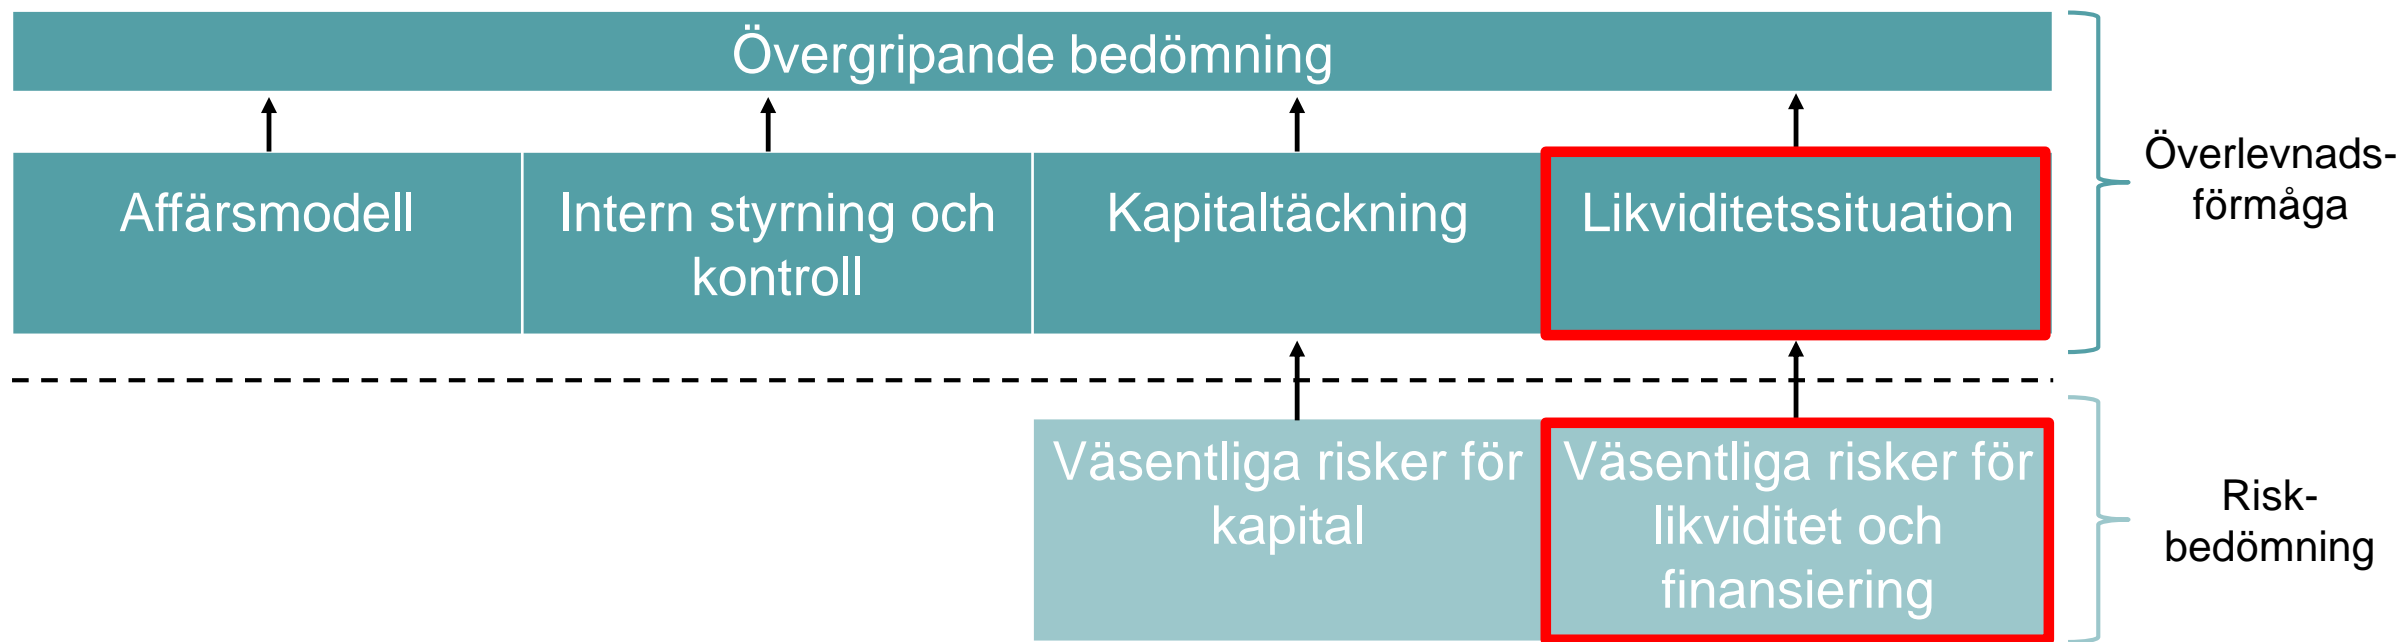 Övergripande bedömning
Affärsmodell
Intern styrning och
kontroll
Kapitaltäckning
Likviditetssituation
Överlevnads-
förmåga
Väsentliga risker för
kapital
Väsentliga risker för
likviditet och
finansiering
Risk-
bedömning